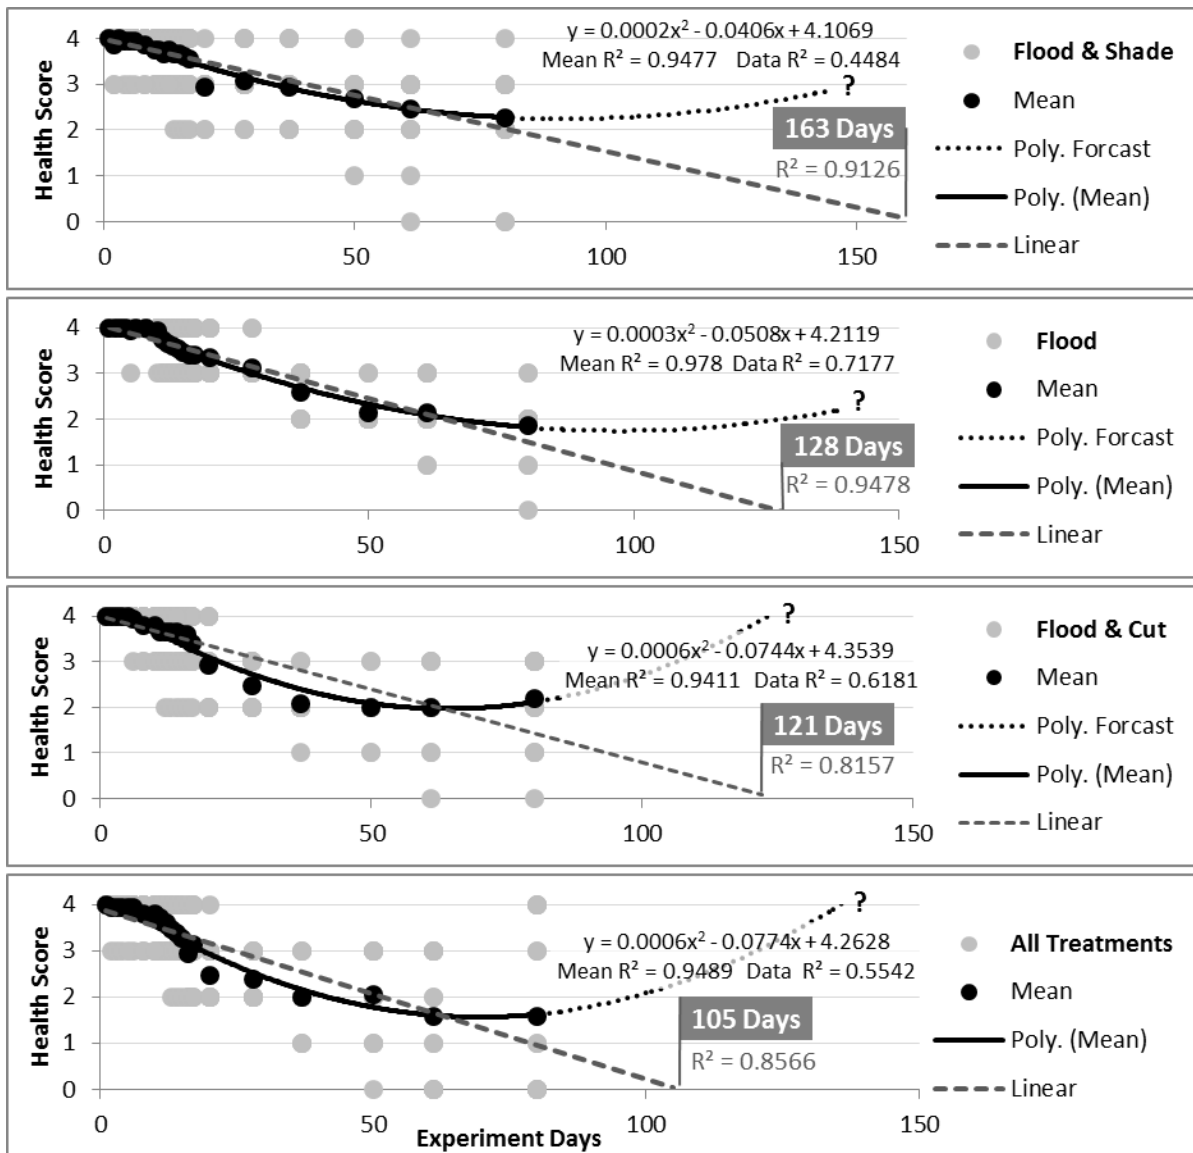 y = 0.0002x² - 0.0406x + 4.1069
Mean R² = 0.9477 Data R² = 0.4484
?
163 Days
R² = 0.9126
Health Score
4
3
2
1
0
0 50 100 150
Flood & Shade
Mean
Poly. Forcast
Poly. (Mean)
Linear
y = 0.0003x² - 0.0508x + 4.2119
Mean R² = 0.978 Data R² = 0.7177
?
128 Days
R² = 0.9478
Health Score
4
3
2
1
0
0 50 100 150
Flood
Mean
Poly. Forcast
Poly. (Mean)
Linear
?
y = 0.0006x² - 0.0744x + 4.3539
Mean R² = 0.9411 Data R² = 0.6181
121 Days
R² = 0.8157
Health Score
4
3
2
1
0
0 50 100 150
Flood & Cut
Mean
Poly. Forcast
Poly. (Mean)
Linear
?
y = 0.0006x² - 0.0774x + 4.2628
Mean R² = 0.9489 Data R² = 0.5542
105 Days
R² = 0.8566
Health Score
4
3
2
1
0
0 50 100 150
Experiment Days
All Treatments
Mean
Poly. (Mean)
Linear